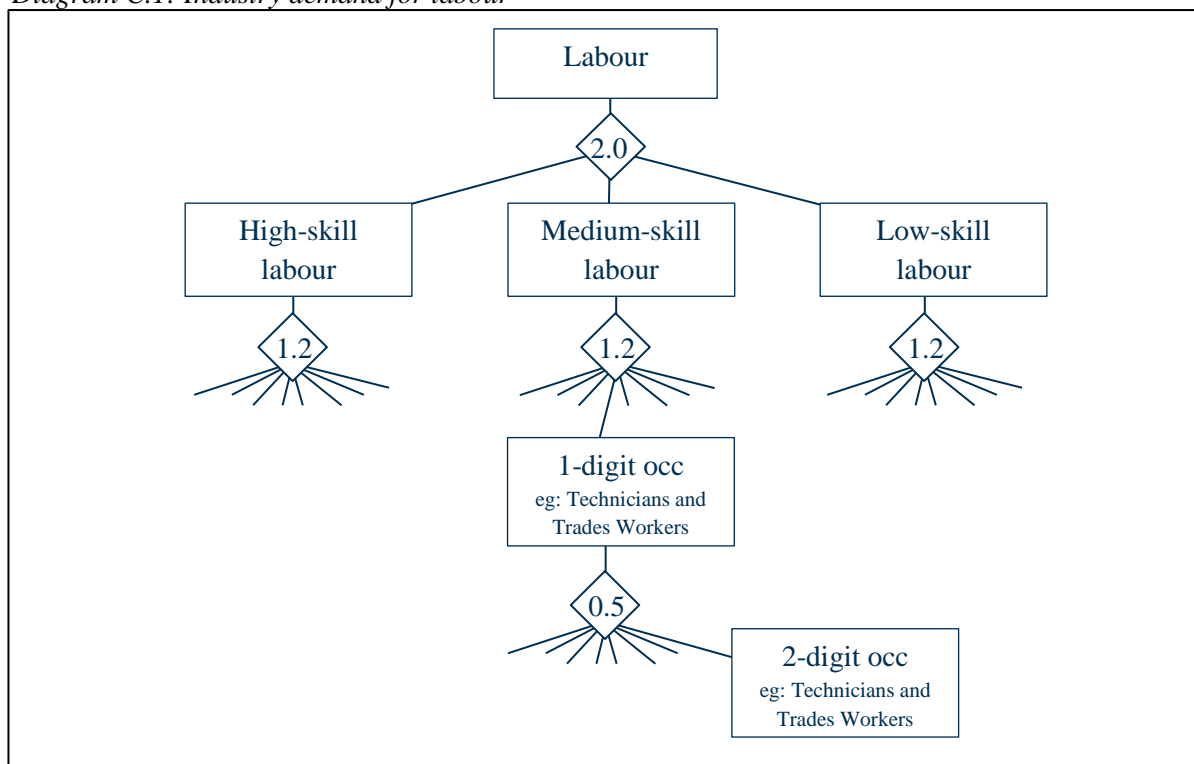 Diagram C.1: Industry demand for labour
Labour
2.0
High-skill
labour
Medium-skill
labour
Low-skill
labour
1.2
1.2
1.2
1-digit occ
eg: Technicians and
Trades Workers
0.5
2-digit occ
eg: Technicians and
Trades Workers